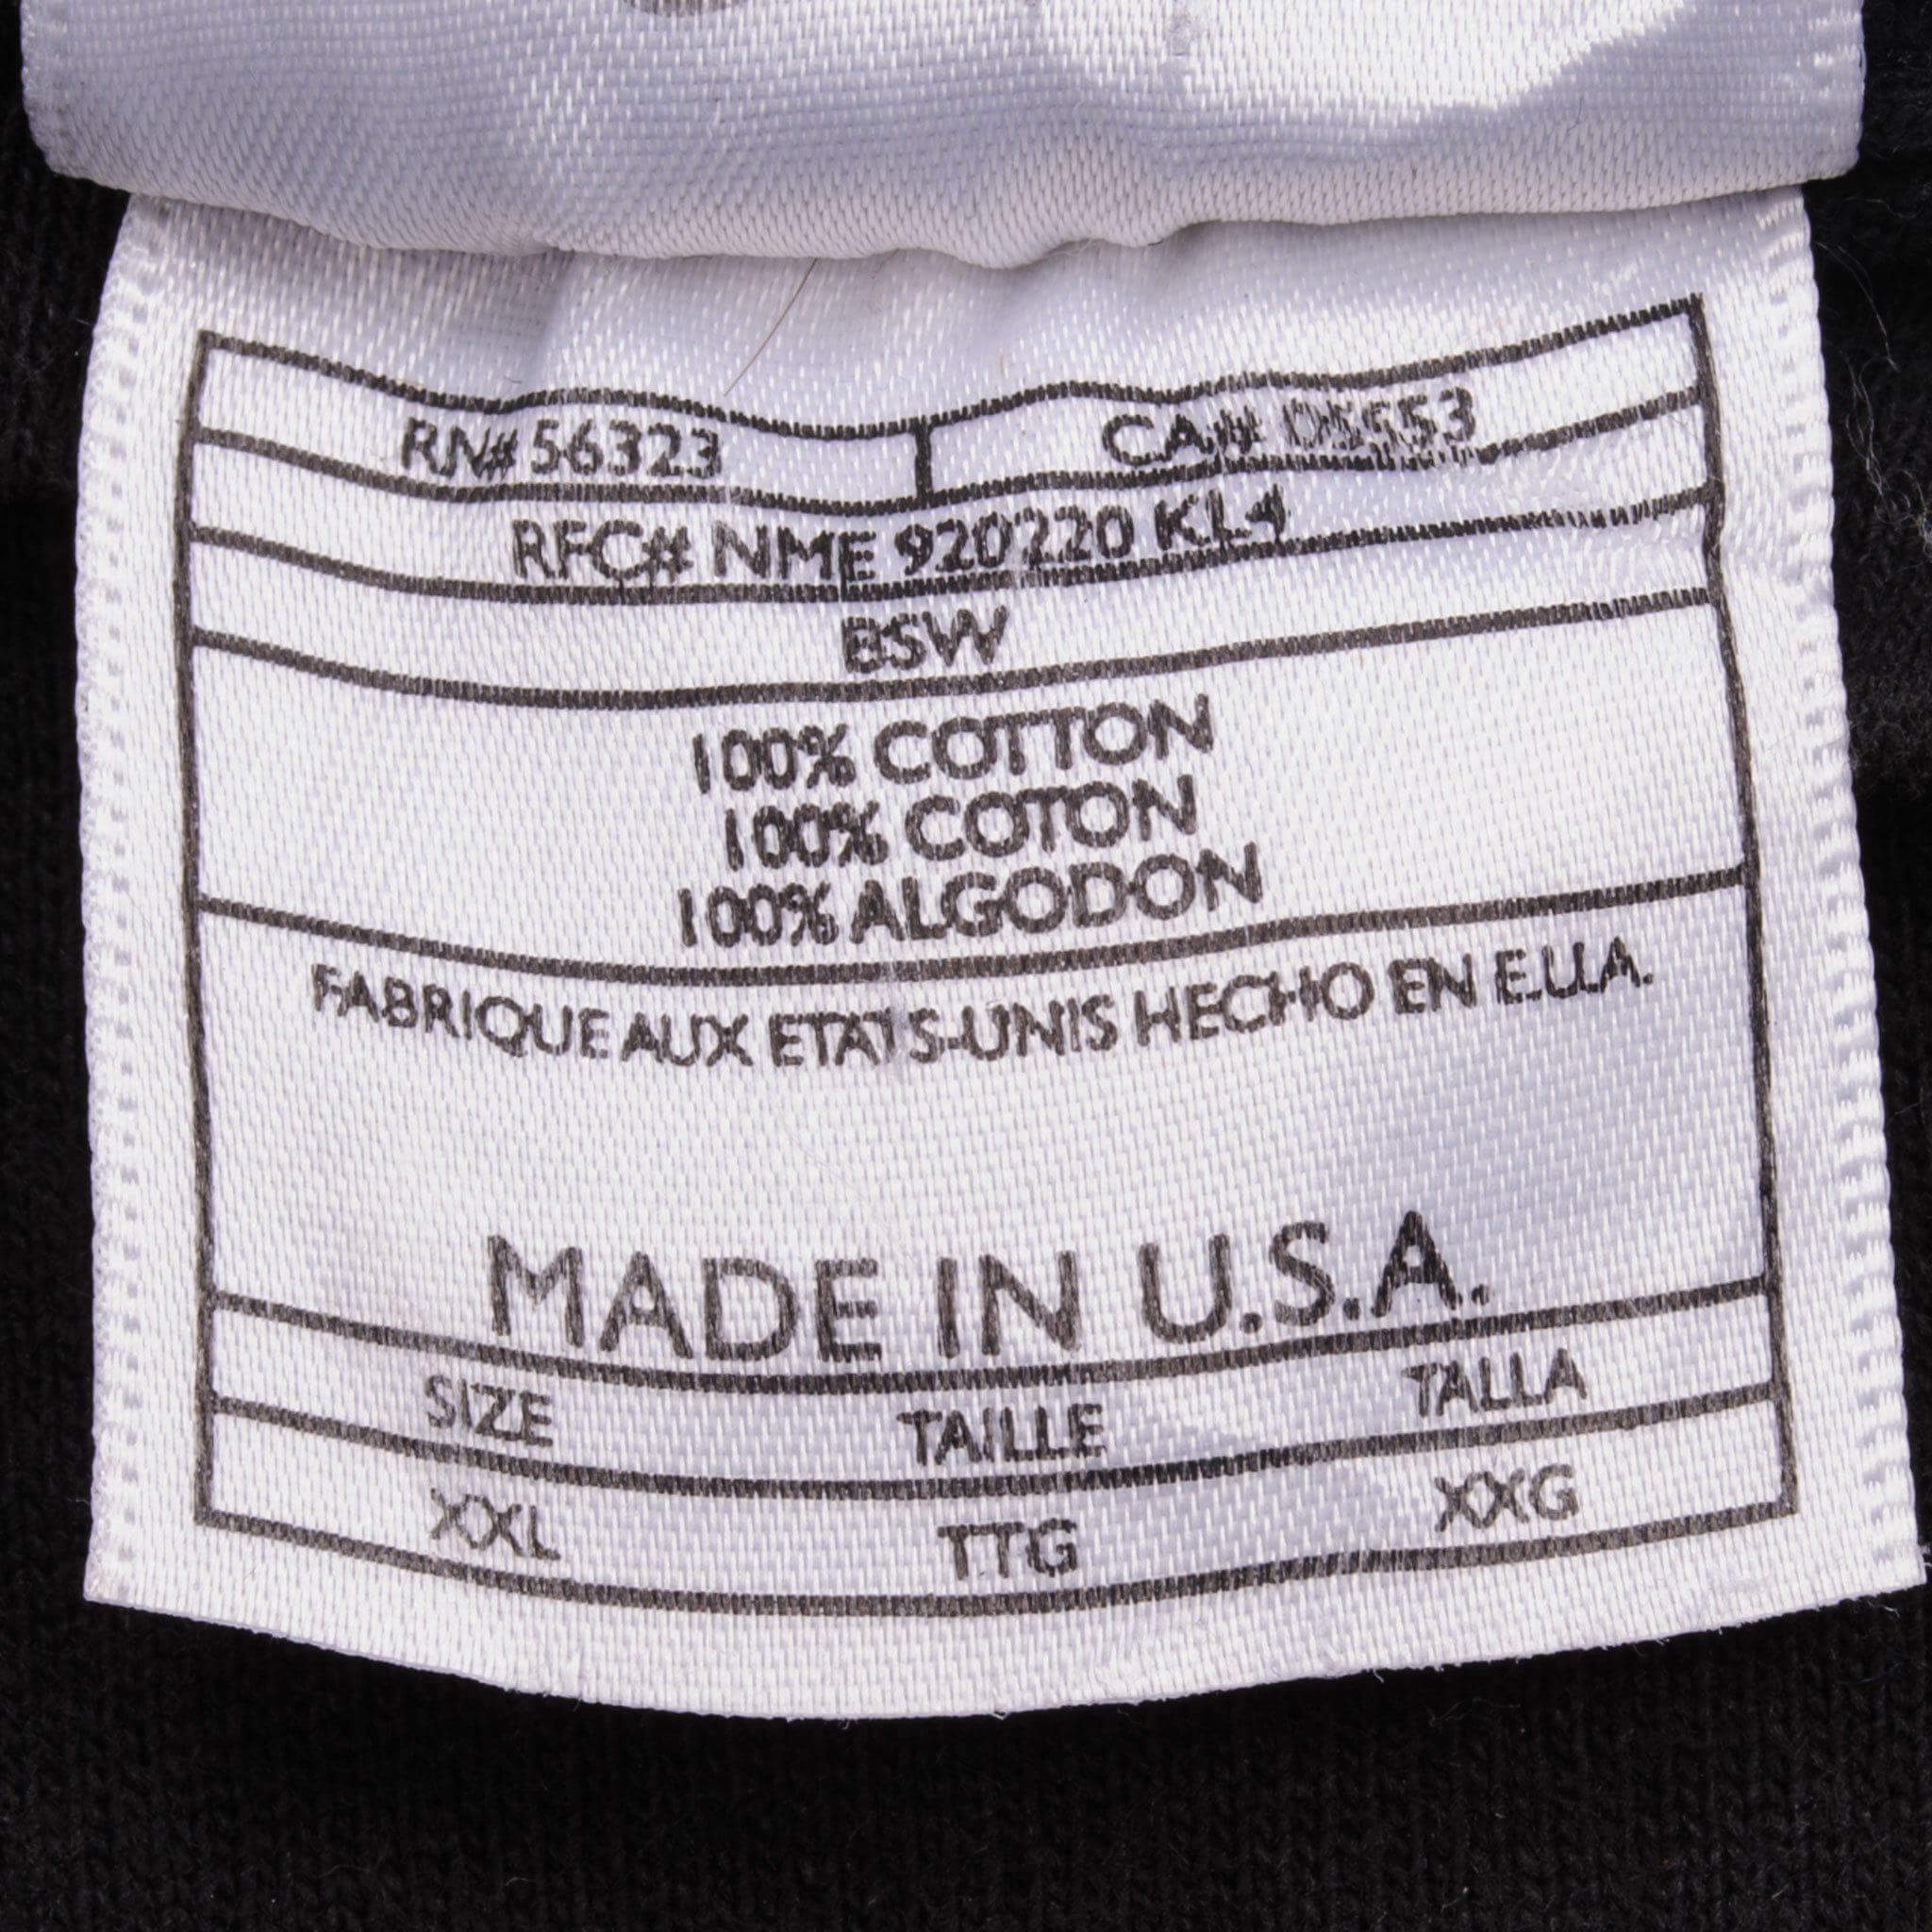 RN# 56323 CA#
RFC# NME 920220 KL4
BSW
100% COTTON
100% COTON
100% ALGODON
FABRIQUE AUX ETATS-UNIS HECHO EN E.U.A.
MADE IN U.S.A.
SIZE TAILLE TALLA
XXL TTG XXG